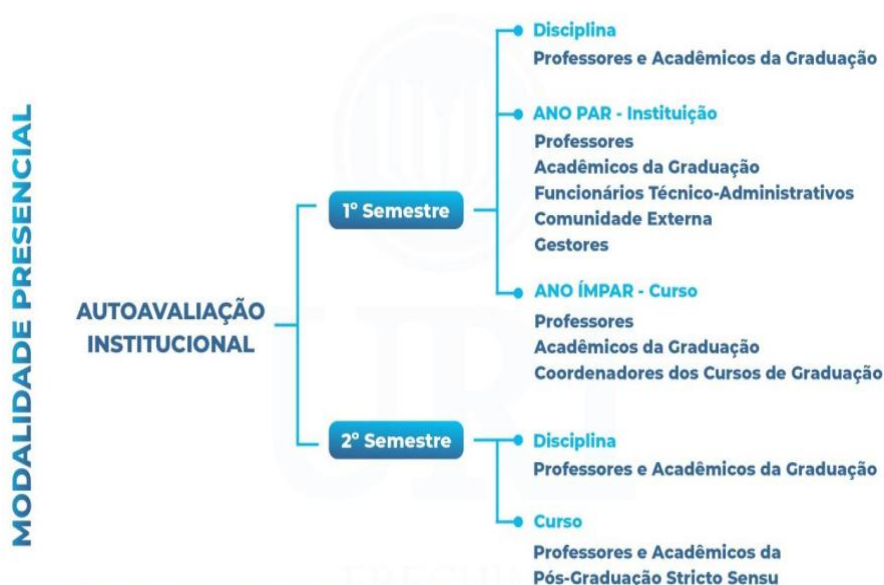 MODALIDADE PRESENCIAL
AUTOAVALIAÇÃO
INSTITUCIONAL
1º Semestre
Disciplina
Professores e Acadêmicos da Graduação
ANO PAR - Instituição
Professores
Acadêmicos da Graduação
Funcionários Técnico-Administrativos
Comunidade Externa
Gestores
ANO ÍMPAR - Curso
Professores
Acadêmicos da Graduação
Coordenadores dos Cursos de Graduação
2º Semestre
Disciplina
Professores e Acadêmicos da Graduação
Curso
Professores e Acadêmicos da
Pós-Graduação Stricto Sensu
URI
ERECHIM